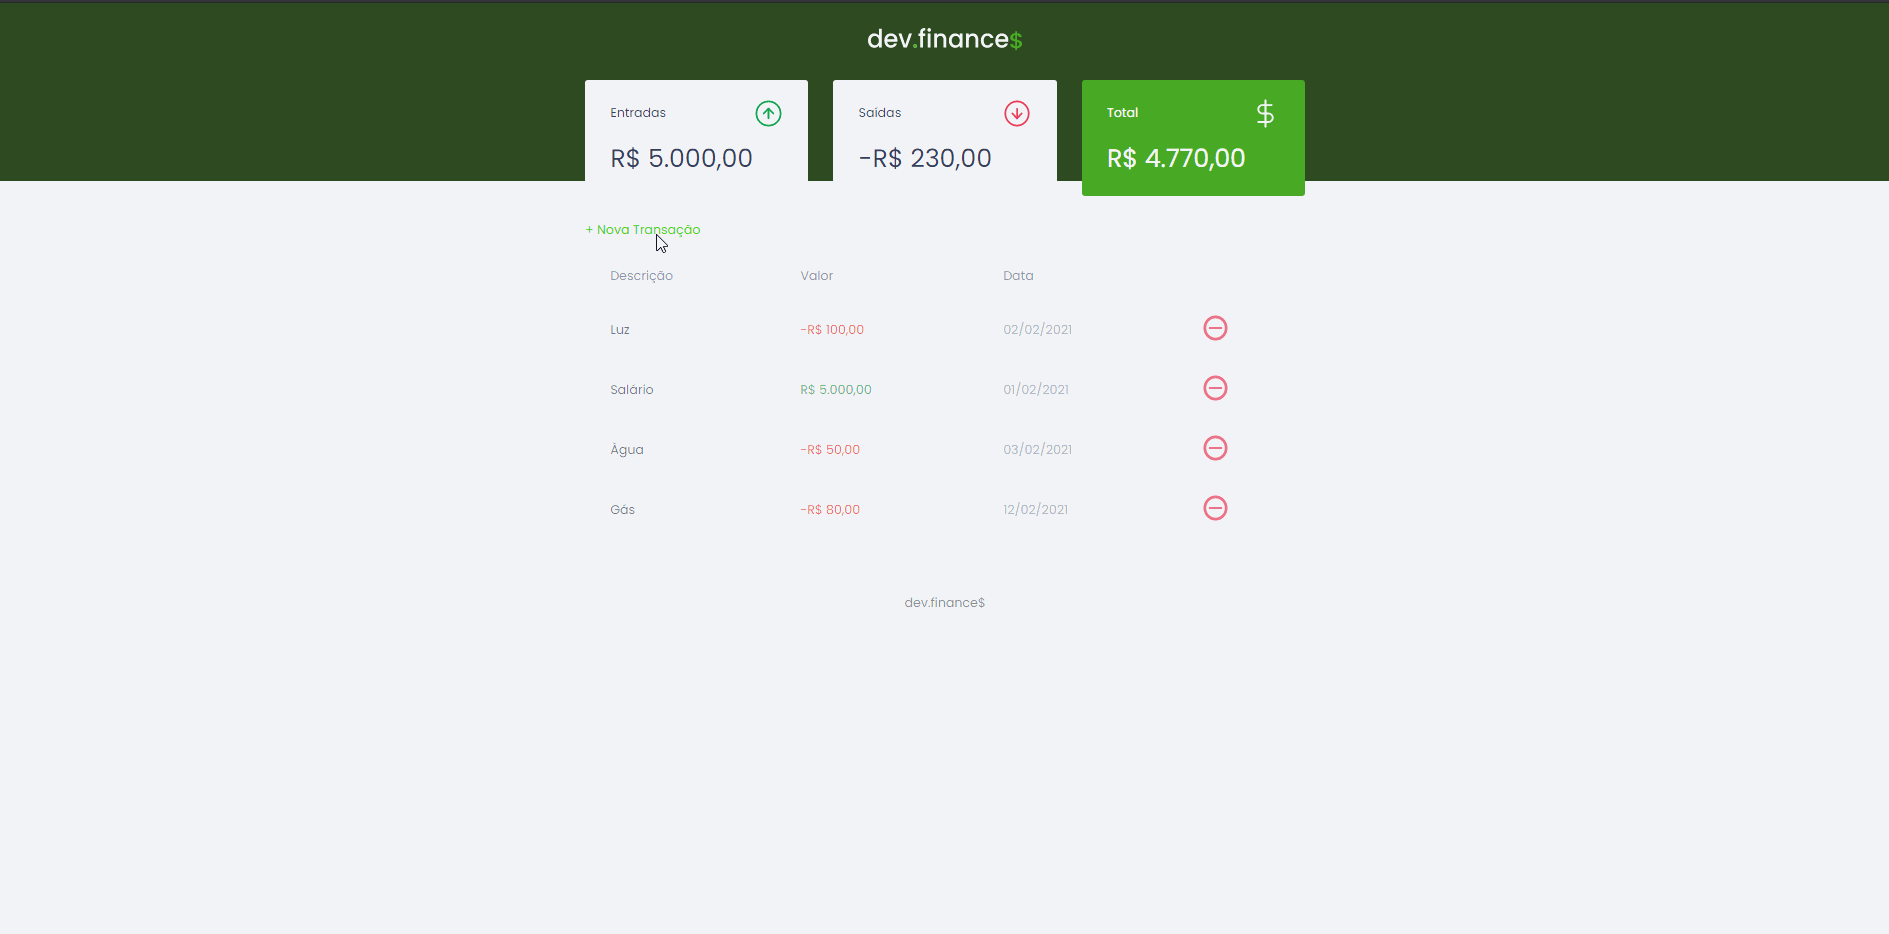 dev.finance$
Entradas
R$ 5.000,00
Saídas
-R$ 230,00
Total
R$ 4.770,00
+ Nova Transação
Descrição Valor Data
Luz -R$ 100,00 02/02/2021
Salário R$ 5.000,00 01/02/2021
Àgua -R$ 50,00 03/02/2021
Gás -R$ 80,00 12/02/2021
dev.finance$